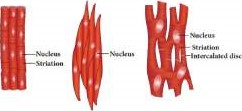 Nucleus
Striation
Nucleus
Nucleus
Striation
Intercalated disc